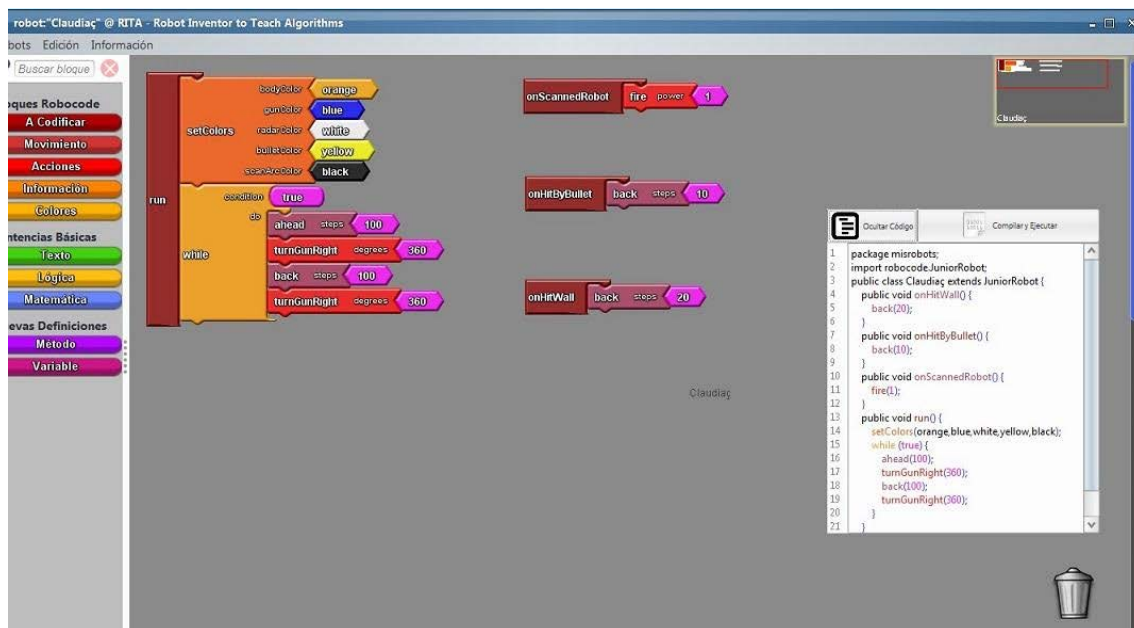 robot:"Claudiaç" @ RITA - Robot Inventor to Teach Algorithms
bots Edición Información
Buscar bloque
oques Robocode
A Codificar
Movimiento
Acciones
Información
Colores
ntencias Básicas
Texto
Lógica
Matemática
evas Definiciones
Método
Variable
run
setColors
bodyColor orange
gunColor blue
radarColor white
bulletColor yellow
scanArcColor black
while
condition true
do
ahead steps 100
turnGunRight degrees 360
back steps 100
turnGunRight degrees 360
onScannedRobot fire power 1
onHitByBullet back steps 10
onHitWall back steps 20
Claudiaç
Claudiaç
Ocultar Código
Compilar y Ejecutar
1 package misrobots;
2 import robocode.JuniorRobot;
3 public class Claudiaç extends JuniorRobot {
4 public void onHitWall() {
5 back(20);
6 }
7 public void onHitByBullet() {
8 back(10);
9 }
10 public void onScannedRobot() {
11 fire(1);
12 }
13 public void run() {
14 setColors(orange,blue,white,yellow,black);
15 while (true) {
16 ahead(100);
17 turnGunRight(360);
18 back(100);
19 turnGunRight(360);
20 }
21 }